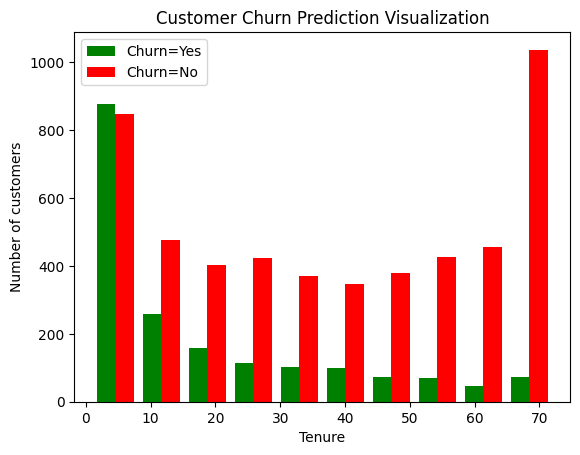 Customer Churn Prediction Visualization
Churn=Yes
Churn=No
Number of customers
1000
800
600
400
200
0
0 10 20 30 40 50 60 70
Tenure